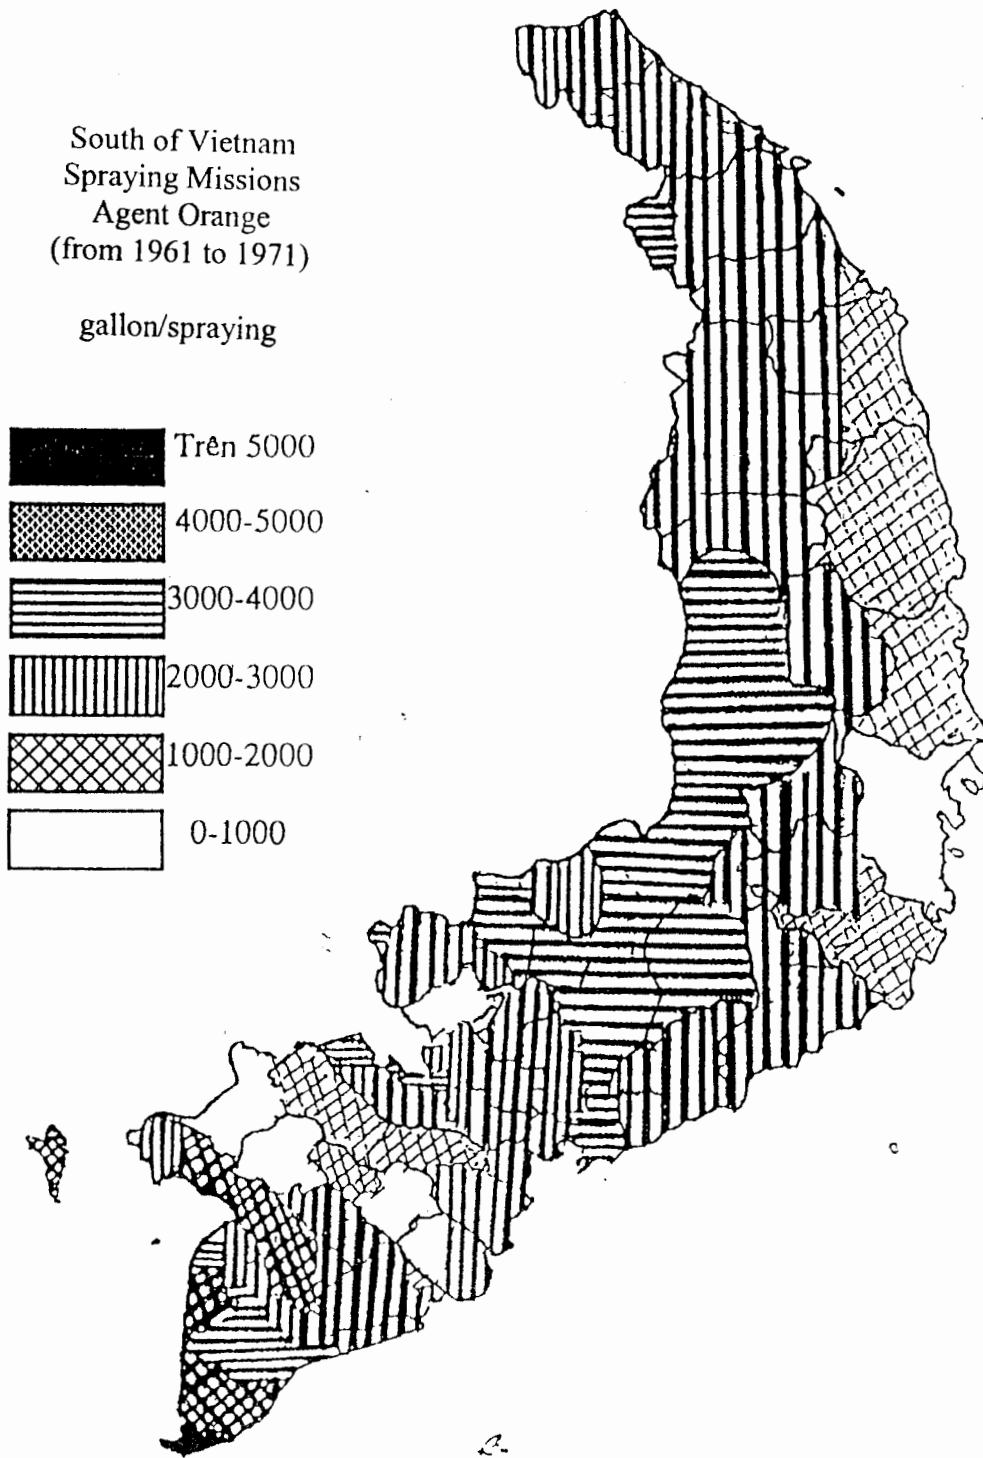 South of Vietnam
Spraying Missions
Agent Orange
(from 1961 to 1971)
gallon/spraying
Trên 5000
4000-5000
3000-4000
2000-3000
1000-2000
0-1000